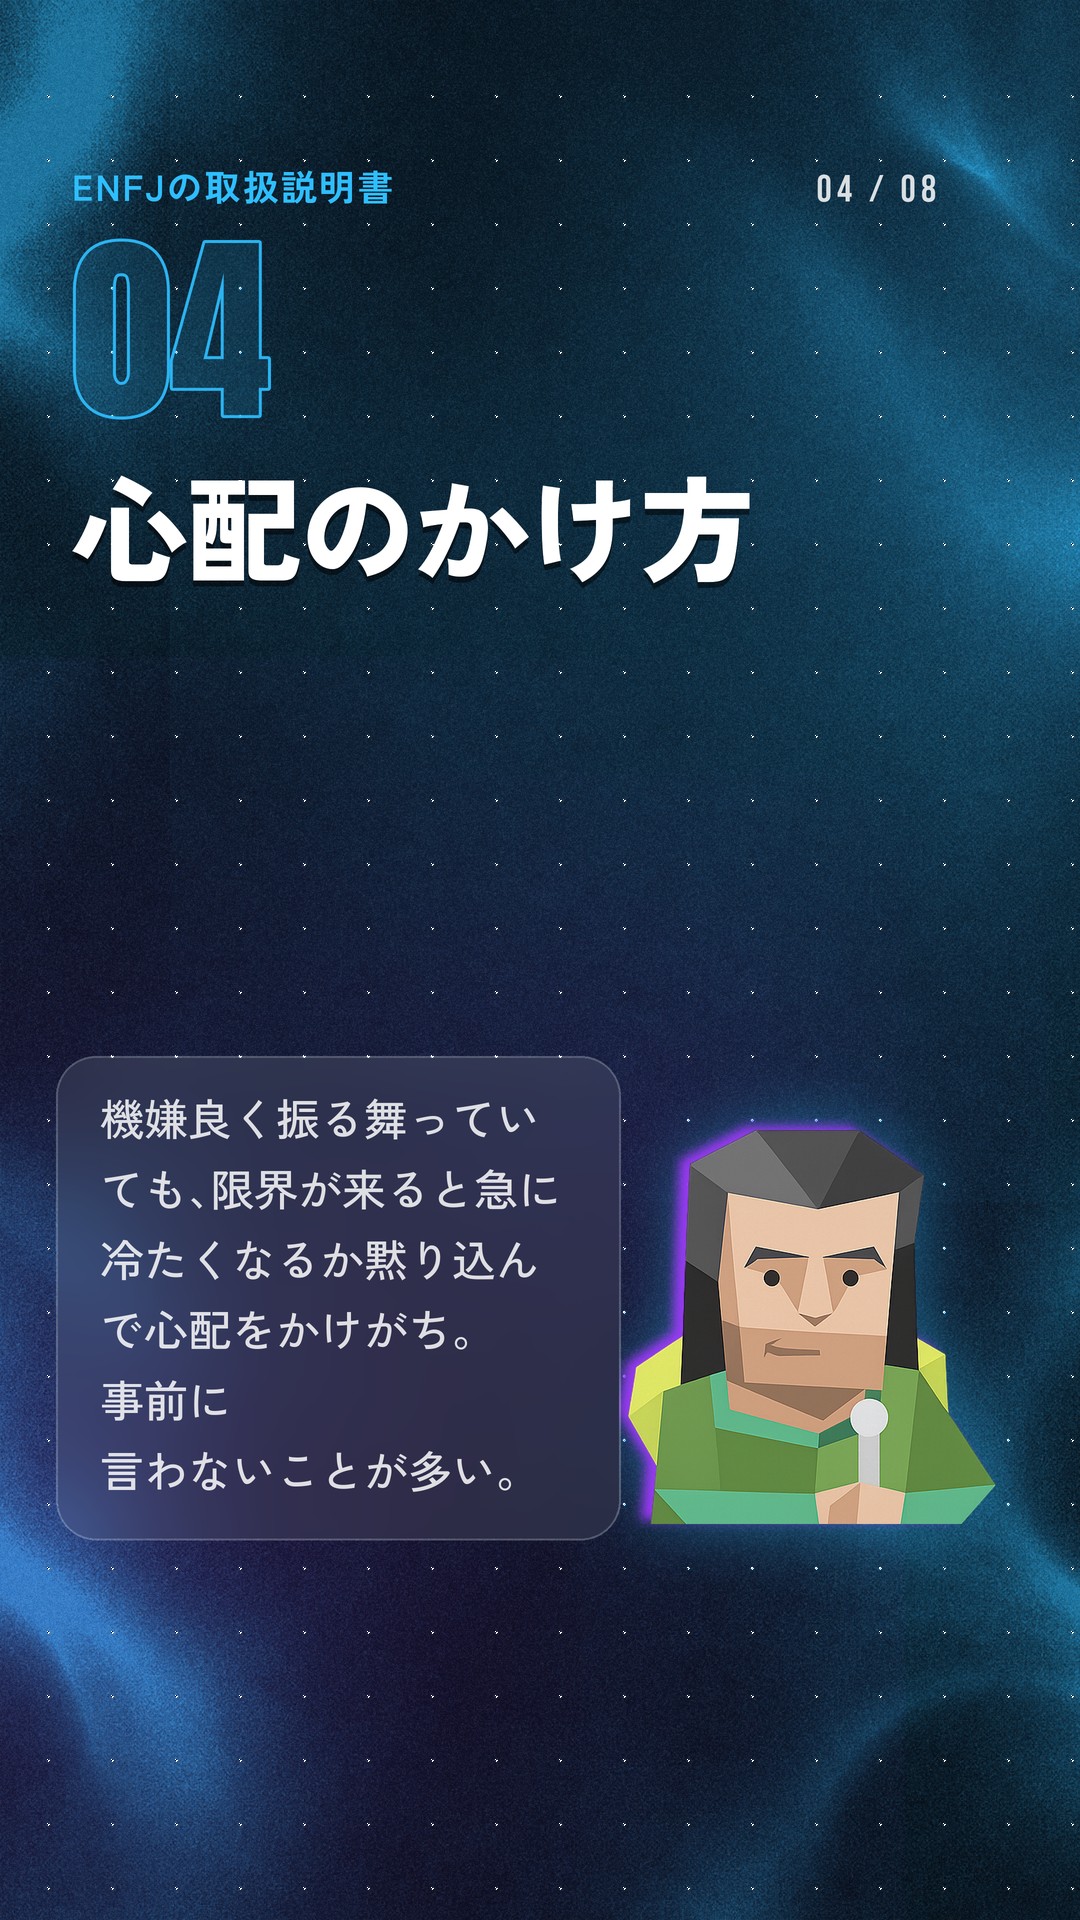 ENFJの取扱説明書
04 / 08
04
心配のかけ方
機嫌良く振る舞ってい
ても、限界が来ると急に
冷たくなるか黙り込ん
で心配をかけがち。
事前に
言わないことが多い。